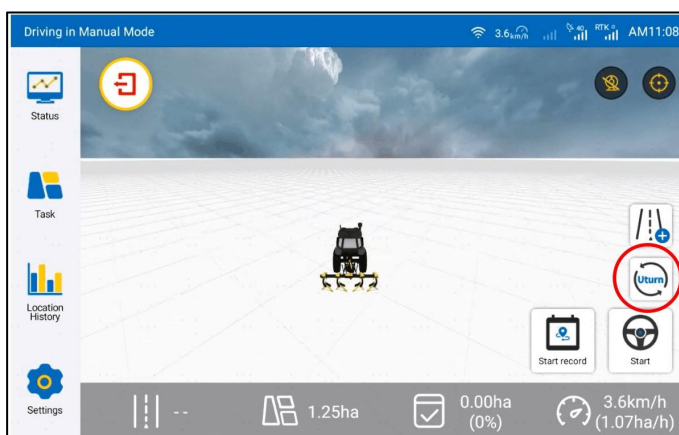 Driving in Manual Mode
3.6km/h
40
RTK
AM11:08
Status
Task
Location
History
Settings
Uturn
Start record
Start
--
1.25ha
0.00ha
(0%)
3.6km/h
(1.07ha/h)